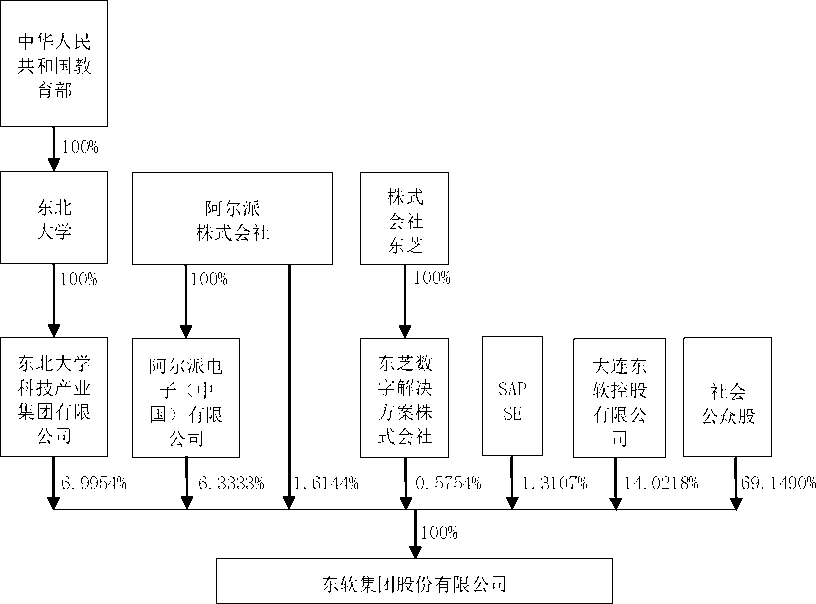 中华人民
共和国教
育部
100%
东北
大学
阿尔派
株式会社
株式
会社
东芝
100%
100%
100%
东北大学
科技产业
集团有限
公司
阿尔派电
子（中
国）有限
公司
东芝数
字解决
方案株
式会社
SAP
SE
大连东
软控股
有限公
司
社会
公众股
6.9954%
6.3333%
1.6144%
0.5754%
1.3107%
14.0218%
69.1490%
100%
东软集团股份有限公司